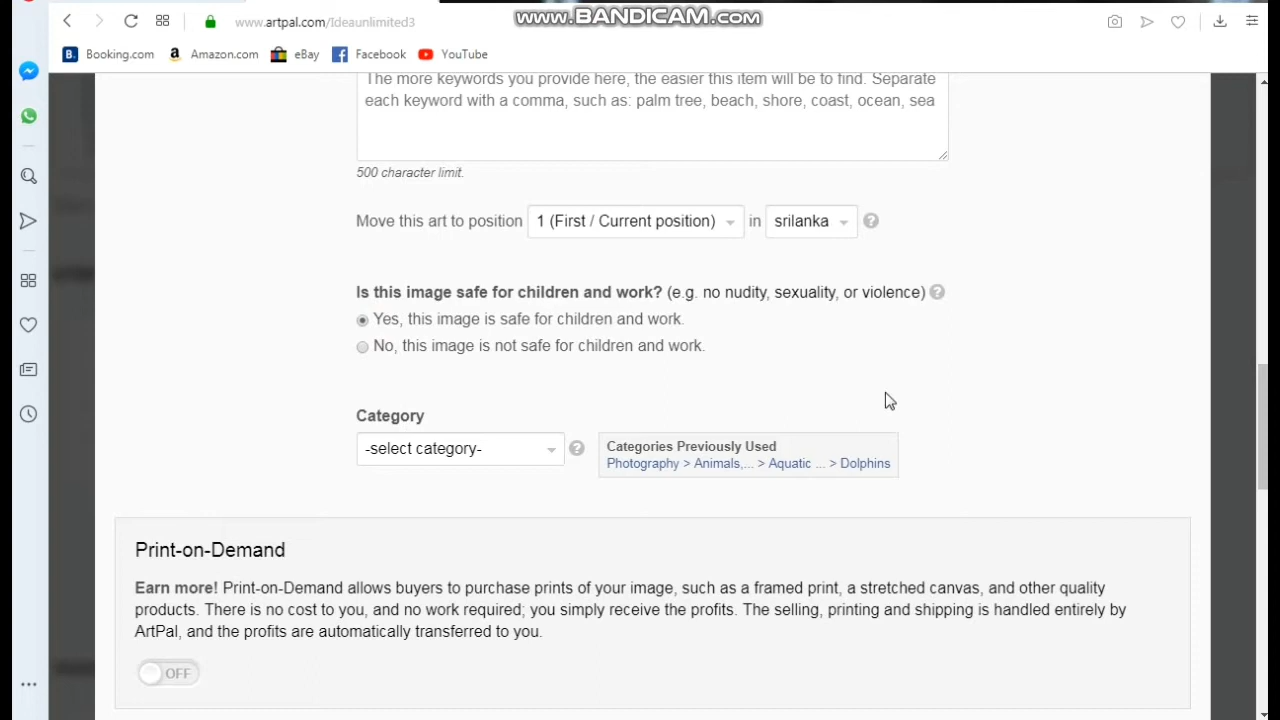 www.BANDICAM.com
www.artpal.com/Ideaunlimited3
B. Booking.com a Amazon.com eBay Facebook YouTube
The more keywords you provide here, the easier this item will be to find. Separate
each keyword with a comma, such as: palm tree, beach, shore, coast, ocean, sea
500 character limit.
Move this art to position 1 (First / Current position) in srilanka ?
Is this image safe for children and work? (e.g. no nudity, sexuality, or violence) ?
Yes, this image is safe for children and work.
No, this image is not safe for children and work.
Category
-select category- ?
Categories Previously Used
Photography > Animals,... > Aquatic ... > Dolphins
Print-on-Demand
Earn more! Print-on-Demand allows buyers to purchase prints of your image, such as a framed print, a stretched canvas, and other quality
products. There is no cost to you, and no work required; you simply receive the profits. The selling, printing and shipping is handled entirely by
ArtPal, and the profits are automatically transferred to you.
OFF